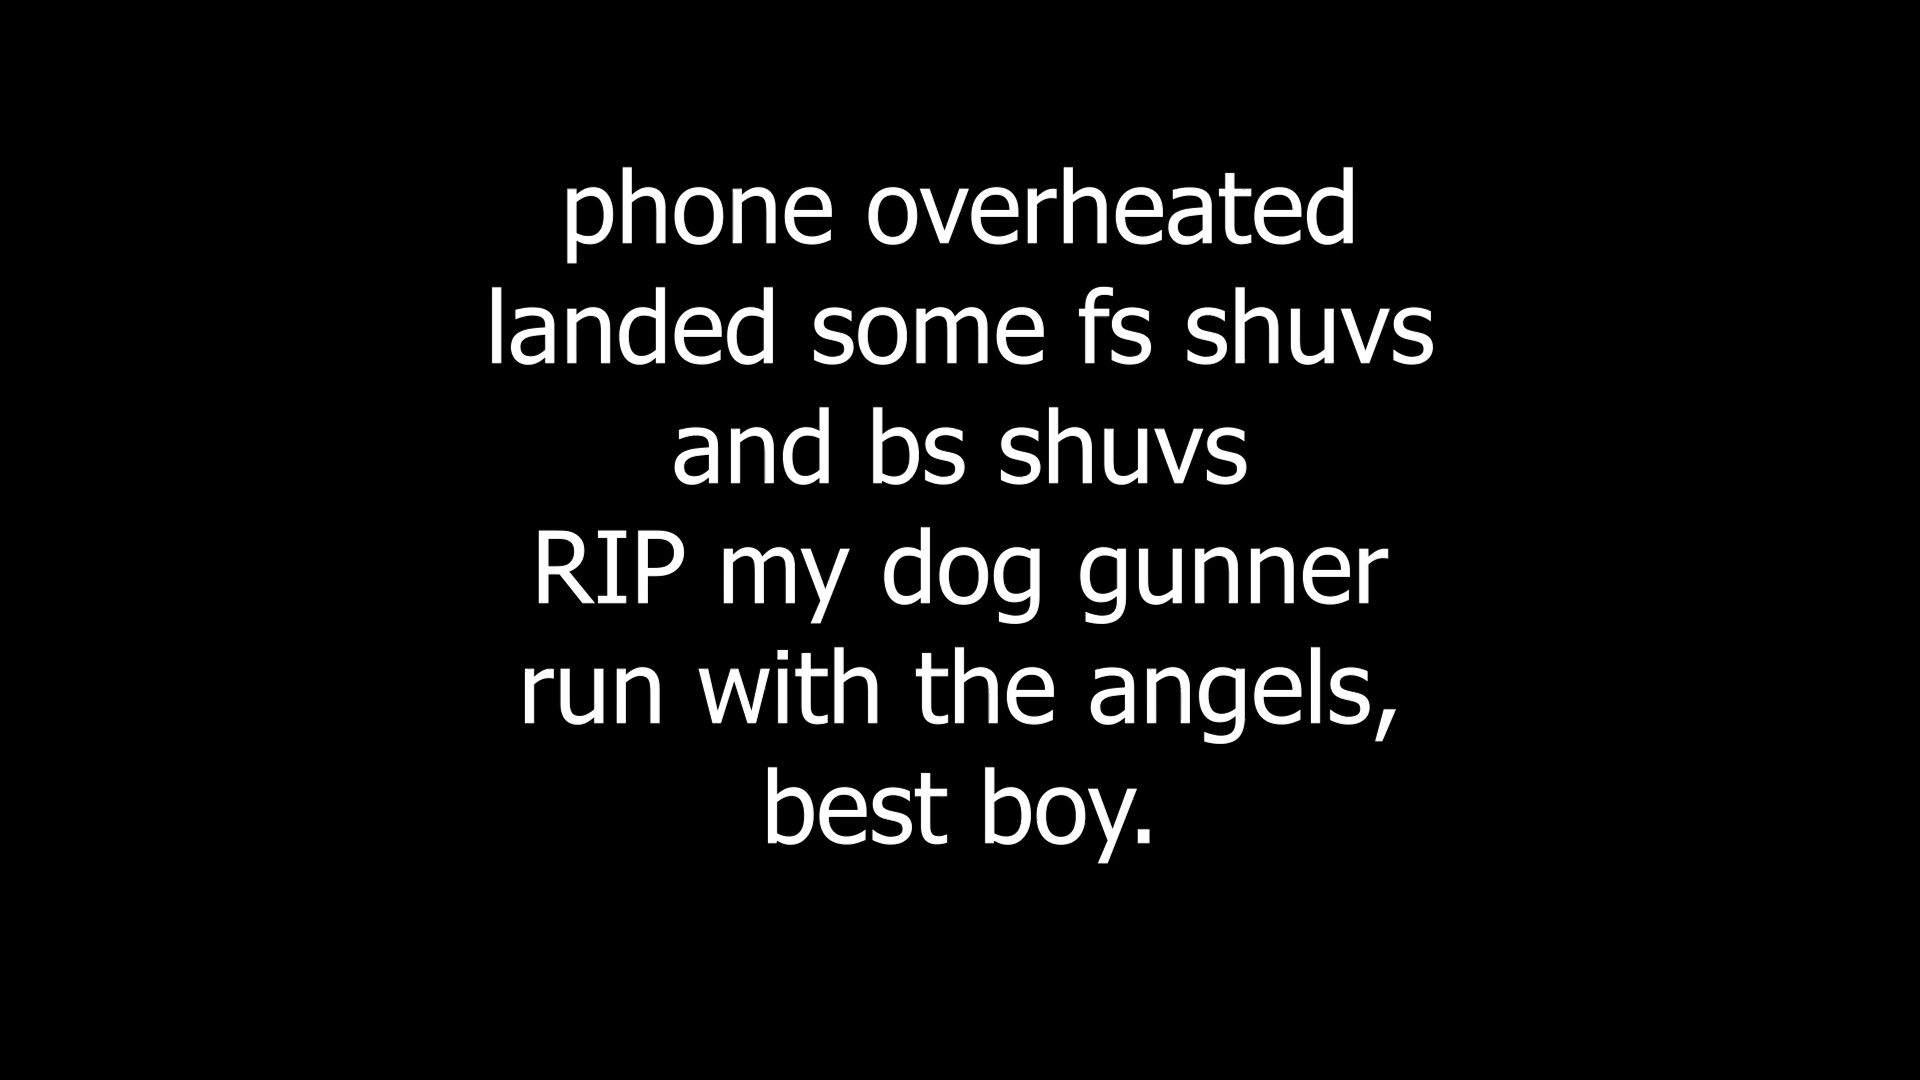 phone overheated
landed some fs shuvs
and bs shuvs
RIP my dog gunner
run with the angels,
best boy.